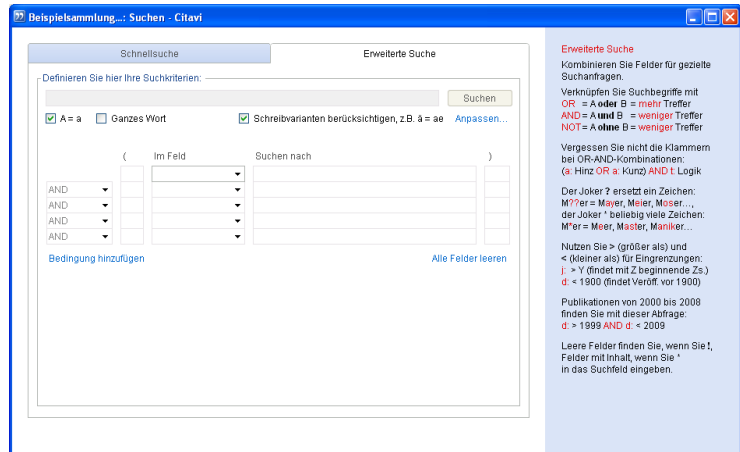 Beispielsammlung...: Suchen - Citavi
Schnellsuche
Erweiterte Suche
Definieren Sie hier Ihre Suchkriterien:
Suchen
A = a
Ganzes Wort
Schreibvarianten berücksichtigen, z.B. ä = ae
Anpassen...
(
Im Feld
Suchen nach
)
AND
AND
AND
AND
Bedingung hinzufügen
Alle Felder leeren
Erweiterte Suche
Kombinieren Sie Felder für gezielte
Suchanfragen.
Verknüpfen Sie Suchbegriffe mit
OR = A oder B = mehr Treffer
AND = A und B = weniger Treffer
NOT = A ohne B = weniger Treffer
Vergessen Sie nicht die Klammern
bei OR-AND-Kombinationen:
(a: Hinz OR a: Kunz) AND t: Logik
Der Joker ? ersetzt ein Zeichen:
M??er = Mayer, Meier, Moser...,
der Joker * beliebig viele Zeichen:
M*er = Meer, Master, Maniker...
Nutzen Sie > (größer als) und
< (kleiner als) für Eingrenzungen:
j: > Y (findet mit Z beginnende Zs.)
d: < 1900 (findet Veröff. vor 1900)
Publikationen von 2000 bis 2008
finden Sie mit dieser Abfrage:
d: > 1999 AND d: < 2009
Leere Felder finden Sie, wenn Sie !,
Felder mit Inhalt, wenn Sie *
in das Suchfeld eingeben.